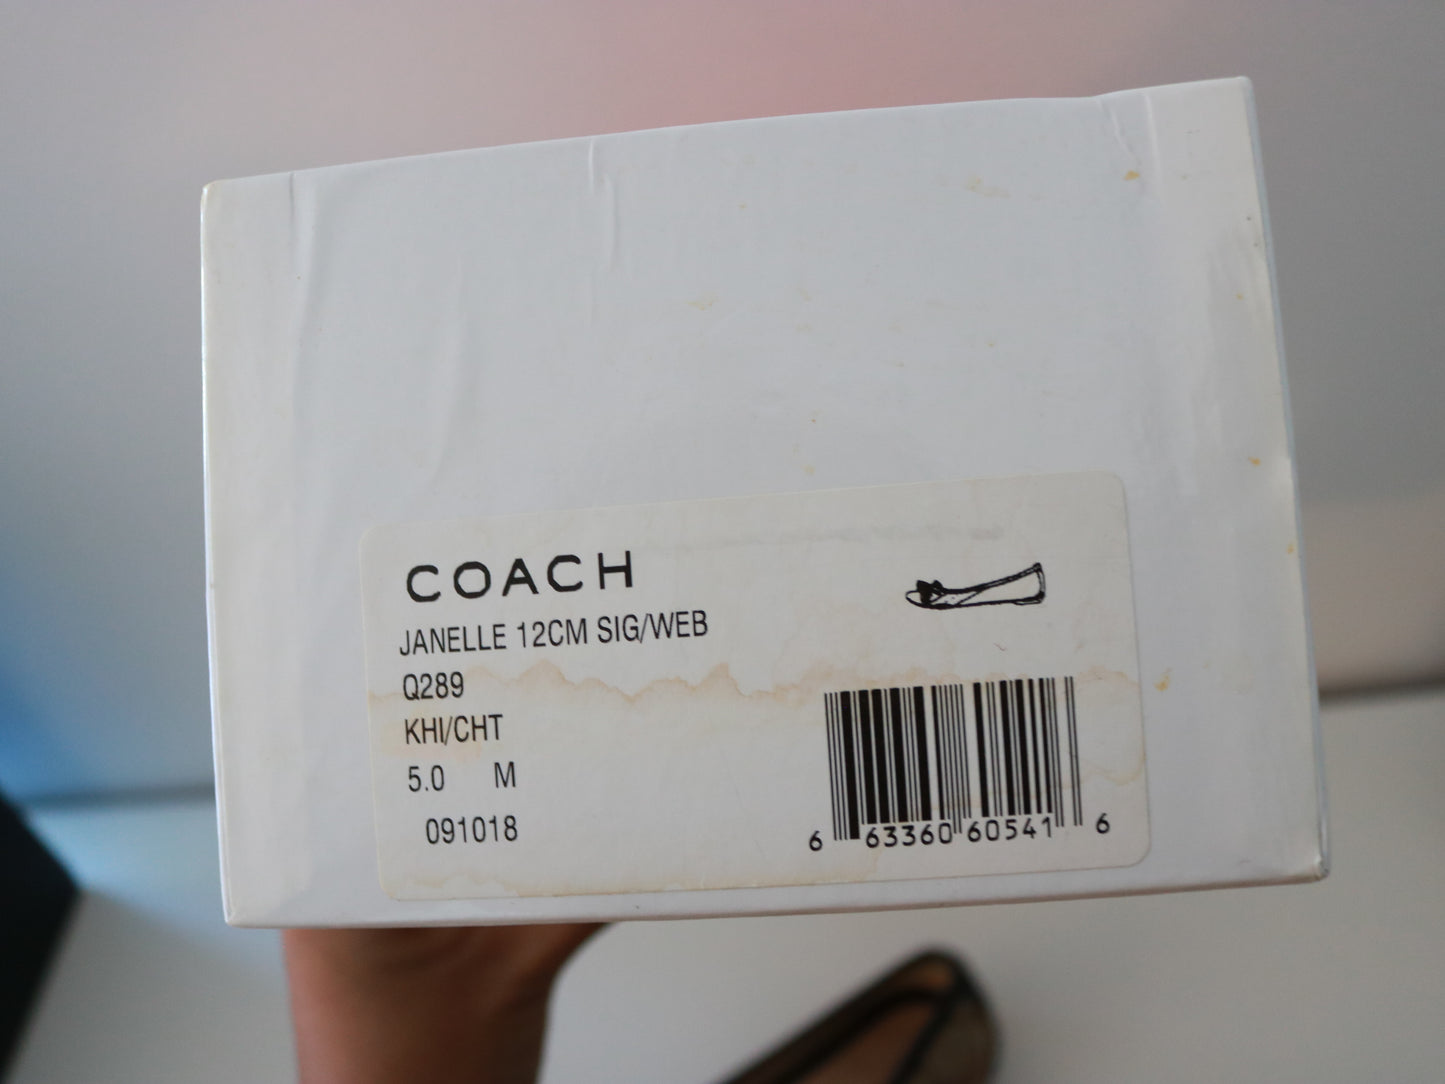 COACH
JANELLE 12CM SIG/WEB
Q289
KHI/CHT
5.0 M
091018
6 63360 60541 6